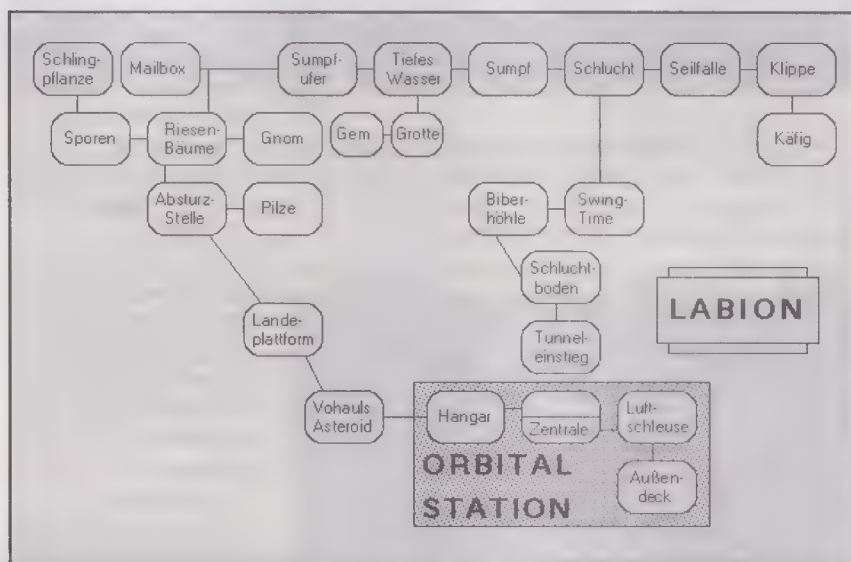 Schling-
pflanze
Mailbox
Sumpf-
ufer
Tiefes
Wasser
Sumpf
Schlucht
Seilfalle
Klippe
Sporen
Riesen-
Bäume
Gnom
Gem
Grotte
Käfig
Absturz-
Stelle
Pilze
Biber-
höhle
Swing-
Time
Schlucht-
boden
LABION
Lande-
plattform
Tunnel-
einstieg
Vohauls
Asteroid
Hangar
Zentrale
Luft-
schleuse
ORBITAL
STATION
Außen-
deck